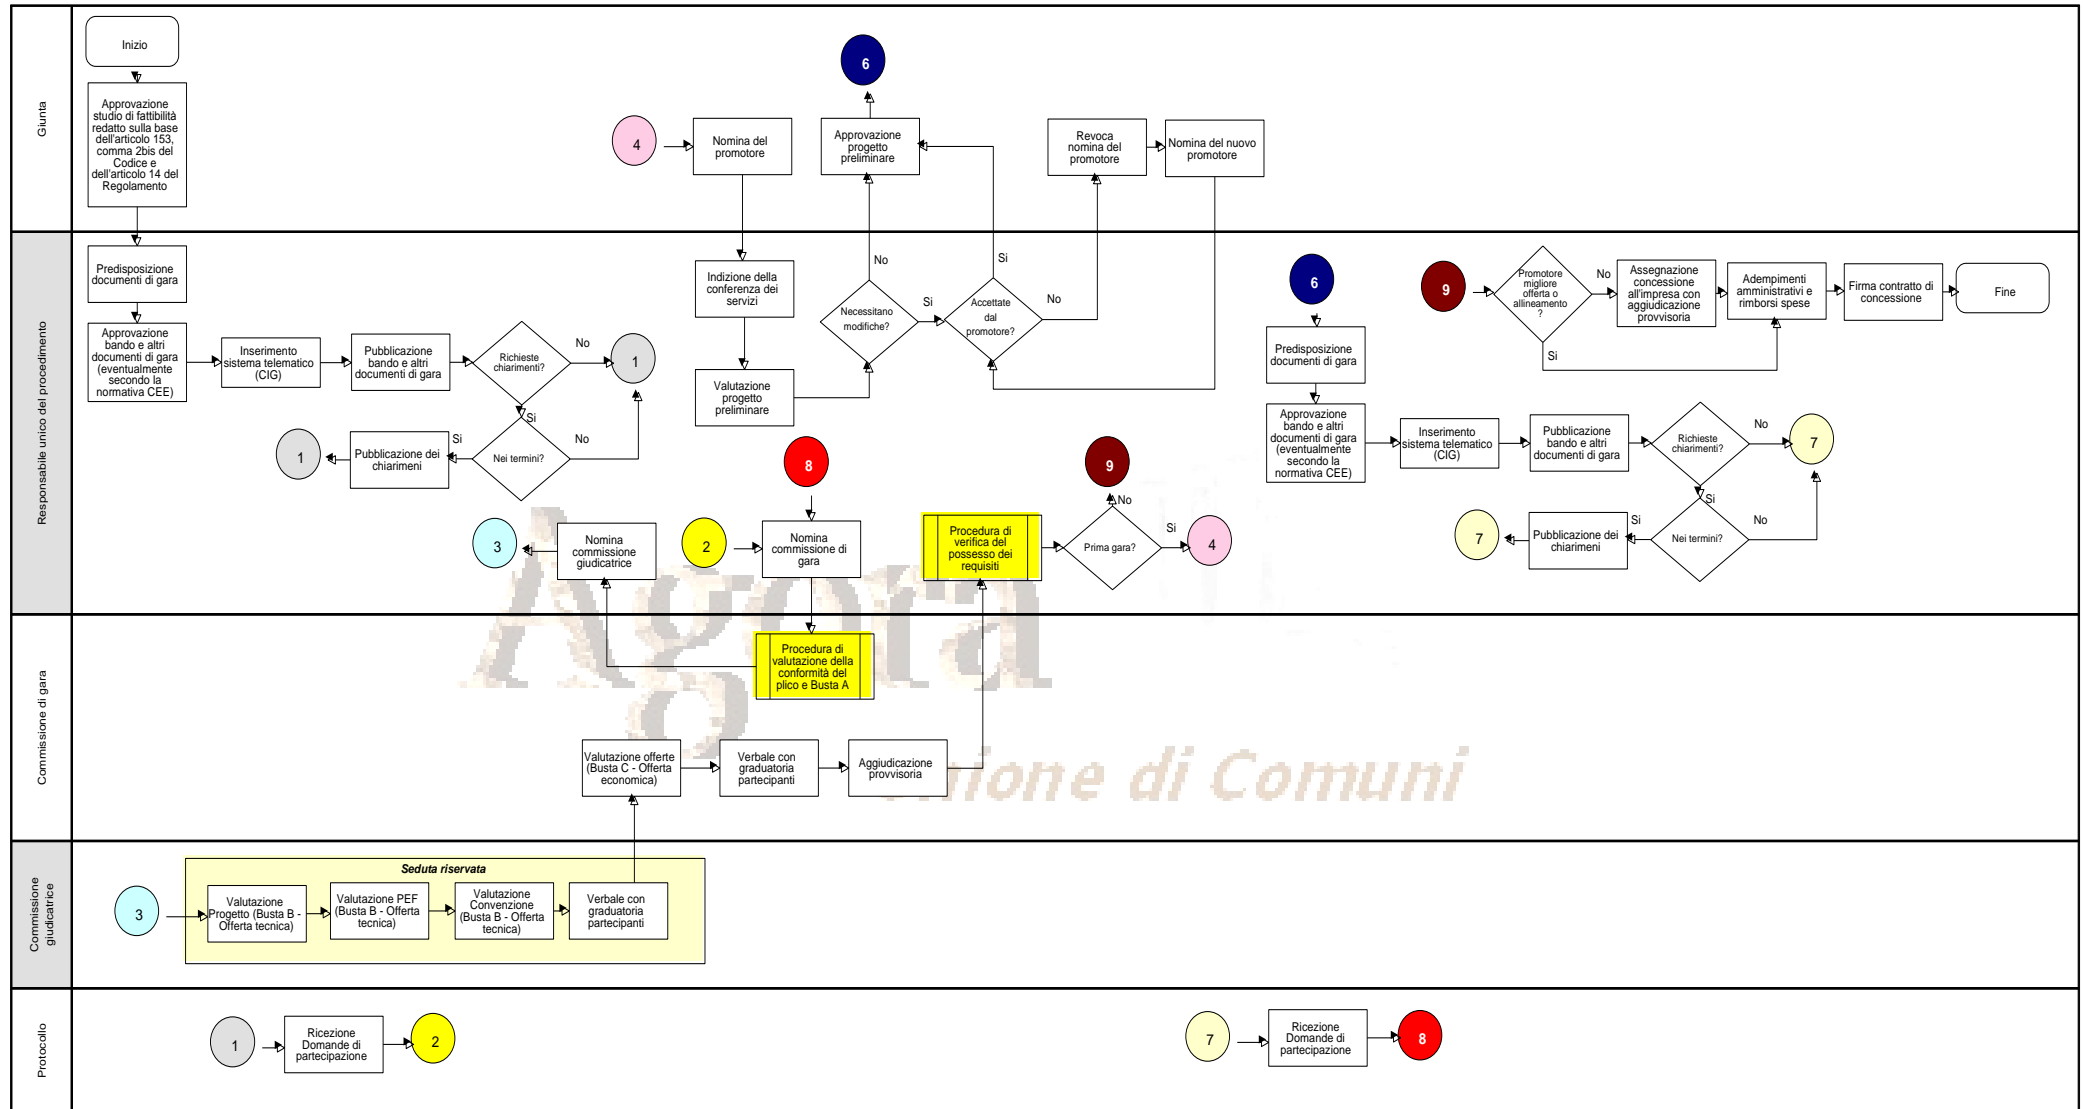 Giunta
Inizio
Approvazione
studio di fattibilità
redatto sulla base
dell'articolo 153,
comma 2bis del
Codice e
dell'articolo 14 del
Regolamento
4
Nomina del
promotore
6
Approvazione
progetto
preliminare
Revoca
nomina del
promotore
Nomina del nuovo
promotore
Responsabile unico del procedimento
Predisposizione
documenti di gara
Approvazione
bando e altri
documenti di gara
(eventualmente
secondo la
normativa CEE)
Inserimento
sistema telematico
(CIG)
Pubblicazione
bando e altri
documenti di gara
Richieste
chiarimenti?
No
1
Si
Nei termini?
No
Si
Pubblicazione dei
chiarimeni
1
Indizione della
conferenza dei
servizi
Valutazione
progetto
preliminare
Necessitano
modifiche?
No
Si
Accettate
dal
promotore?
Si
No
8
2
Nomina
commissione di
gara
Nomina
commissione
giudicatrice
3
Procedura di
verifica del
possesso dei
requisiti
Prima gara?
No
9
Si
4
6
Predisposizione
documenti di gara
Approvazione
bando e altri
documenti di gara
(eventualmente
secondo la
normativa CEE)
Inserimento
sistema telematico
(CIG)
Pubblicazione
bando e altri
documenti di gara
Richieste
chiarimenti?
No
7
Si
Nei termini?
No
Si
Pubblicazione dei
chiarimeni
7
9
Promotore
migliore
offerta o
allineamento
?
No
Si
Assegnazione
concessione
all'impresa con
aggiudicazione
provvisoria
Adempimenti
amministrativi e
rimborsi spese
Firma contratto di
concessione
Fine
Commissione di gara
Procedura di
valutazione della
conformità del
plico e Busta A
Valutazione offerte
(Busta C - Offerta
economica)
Verbale con
graduatoria
partecipanti
Aggiudicazione
provvisoria
Agorà
Unione di Comuni
Commissione
giudicatrice
Seduta riservata
3
Valutazione
Progetto (Busta B -
Offerta tecnica)
Valutazione PEF
(Busta B - Offerta
tecnica)
Valutazione
Convenzione
(Busta B - Offerta
tecnica)
Verbale con
graduatoria
partecipanti
Protocollo
1
Ricezione
Domande di
partecipazione
2
7
Ricezione
Domande di
partecipazione
8